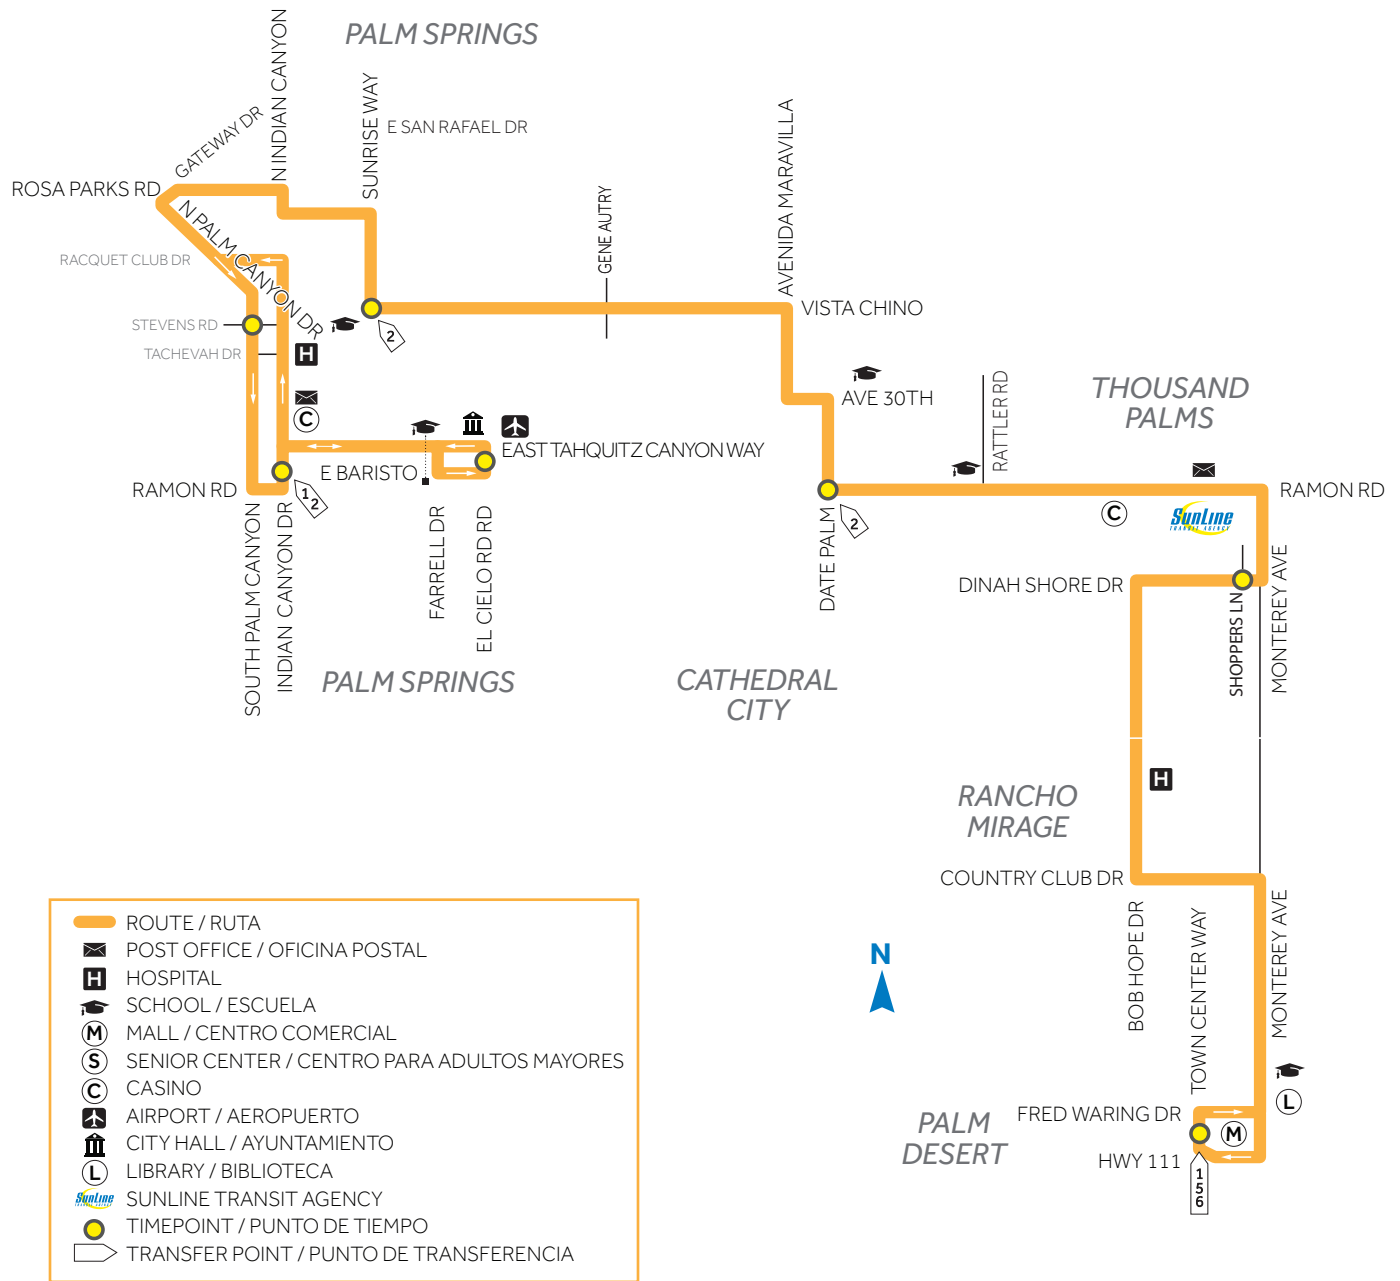 PALM SPRINGS
N INDIAN CANYON
SUNRISE WAY
E SAN RAFAEL DR
GATEWAY DR
ROSA PARKS RD
N PALM CANYON DR
RACQUET CLUB DR
STEVENS RD
TACHEVAH DR
GENE AUTRY
AVENIDA MARAVILLA
VISTA CHINO
2
H
C
AVE 30TH
RATTLER RD
THOUSAND
PALMS
EAST TAHQUITZ CANYON WAY
E BARISTO
RAMON RD
1
2
SOUTH PALM CANYON
INDIAN CANYON DR
FARRELL DR
EL CIELO RD RD
PALM SPRINGS
2
DATE PALM
C
SunLine
TRANSIT AGENCY
RAMON RD
DINAH SHORE DR
SHOPPERS LN
MONTEREY AVE
CATHEDRAL
CITY
RANCHO
MIRAGE
H
COUNTRY CLUB DR
BOB HOPE DR
TOWN CENTER WAY
MONTEREY AVE
N
L
FRED WARING DR
M
PALM
DESERT
HWY 111
1
5
6
ROUTE / RUTA
POST OFFICE / OFICINA POSTAL
H HOSPITAL
SCHOOL / ESCUELA
M MALL / CENTRO COMERCIAL
S SENIOR CENTER / CENTRO PARA ADULTOS MAYORES
C CASINO
AIRPORT / AEROPUERTO
CITY HALL / AYUNTAMIENTO
L LIBRARY / BIBLIOTECA
SunLine SUNLINE TRANSIT AGENCY
TIMEPOINT / PUNTO DE TIEMPO
TRANSFER POINT / PUNTO DE TRANSFERENCIA